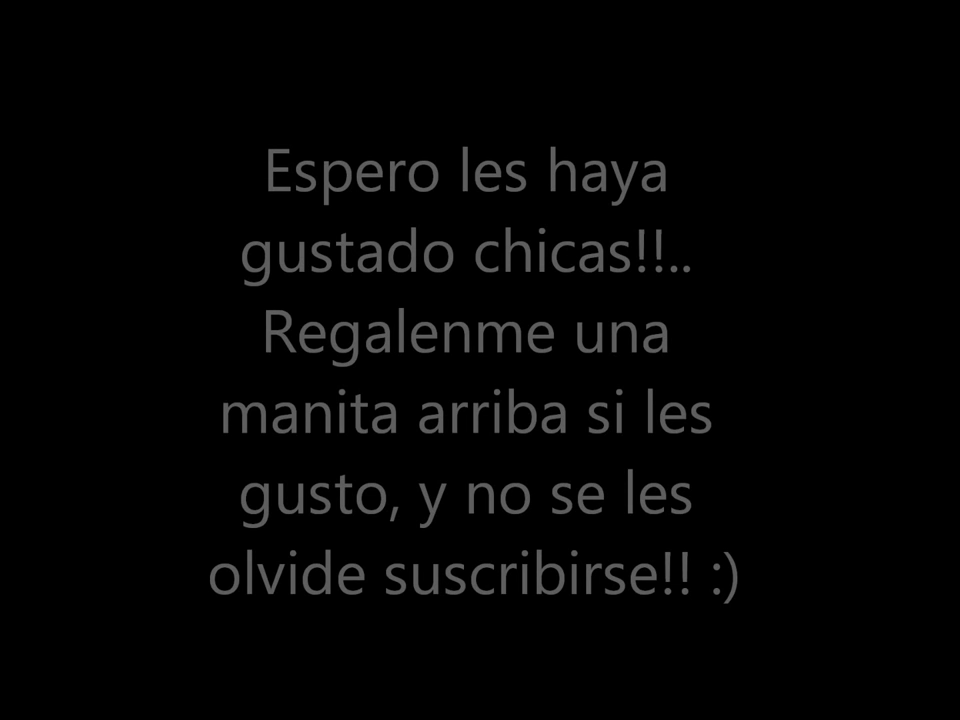 Espero les haya
gustado chicas!!..
Regalenme una
manita arriba si les
gusto, y no se les
olvide suscribirse!! :)